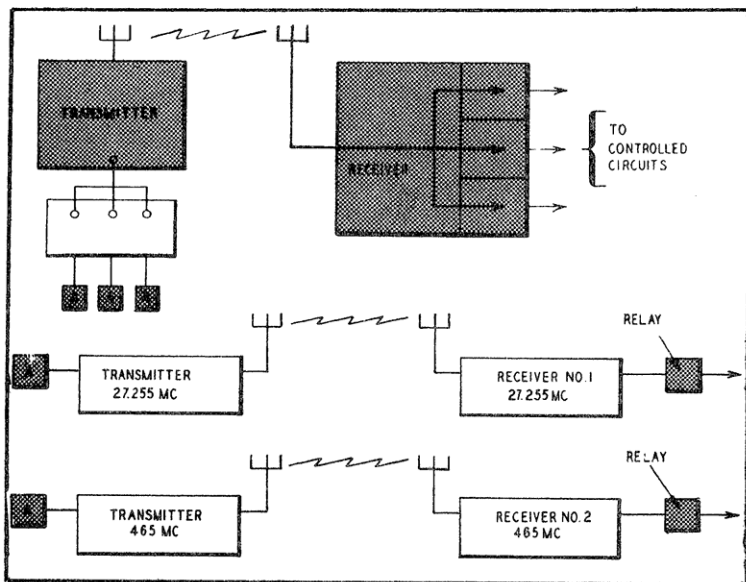 TRANSMITTER
RECEIVER
TO
CONTROLLED
CIRCUITS
RELAY
A
TRANSMITTER
27.255 MC
RECEIVER NO.1
27.255 MC
RELAY
A
TRANSMITTER
465 MC
RECEIVER NO.2
465 MC